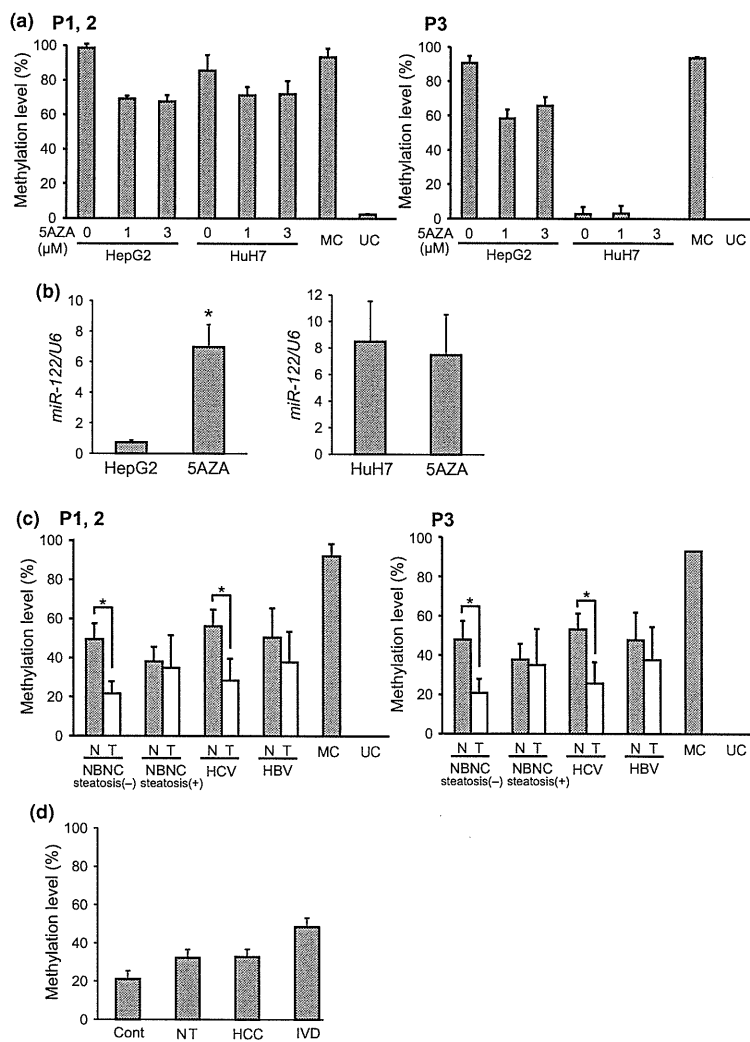 (a) P1, 2
Methylation level (%)
100
80
60
40
20
0
5AZA
(µM)
0 1 3 0 1 3 MC UC
HepG2 HuH7
P3
Methylation level (%)
100
80
60
40
20
0
5AZA
(µM)
0 1 3 0 1 3 MC UC
HepG2 HuH7
(b)
miR-122/U6
10
8
6
4
2
0
*
HepG2 5AZA
miR-122/U6
12
10
8
6
4
2
0
HuH7 5AZA
(c) P1, 2
Methylation level (%)
100
80
60
40
20
0
* *
N T N T N T N T MC UC
NBNC NBNC HCV HBV
steatosis(–) steatosis(+)
P3
Methylation level (%)
100
80
60
40
20
0
* *
N T N T N T N T MC UC
NBNC NBNC HCV HBV
steatosis(–) steatosis(+)
(d)
Methylation level (%)
100
80
60
40
20
0
Cont NT HCC IVD